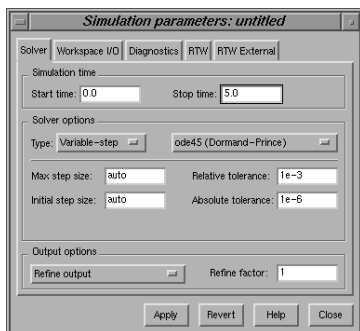 Simulation parameters: untitled
Solver Workspace I/O Diagnostics RTW RTW External
Simulation time
Start time: 0.0 Stop time: 5.0
Solver options
Type: Variable-step ode45 (Dormand-Prince)
Max step size: auto Relative tolerance: 1e-3
Initial step size: auto Absolute tolerance: 1e-6
Output options
Refine output Refine factor: 1
Apply Revert Help Close